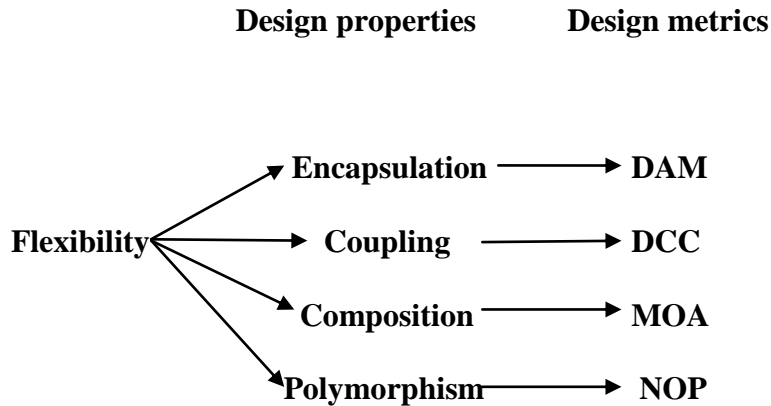 Design properties Design metrics
Encapsulation DAM
Flexibility Coupling DCC
Composition MOA
Polymorphism NOP